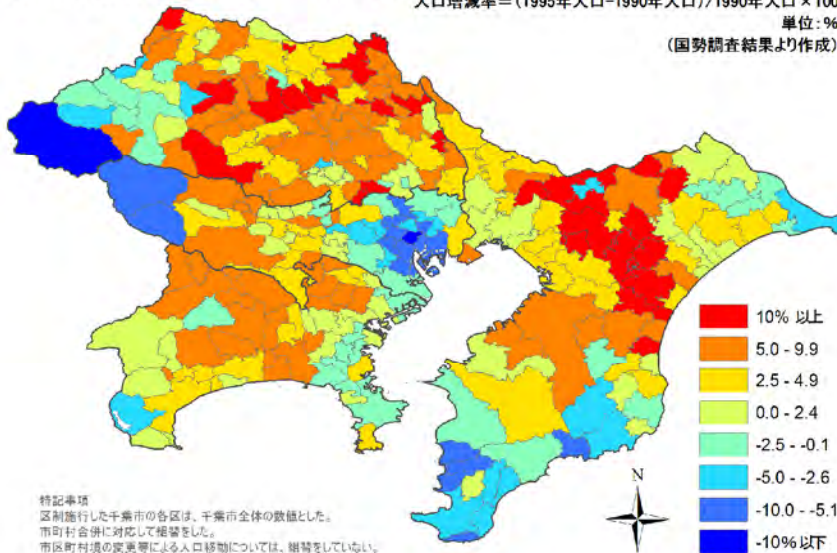 人口増減率=(1995年人口-1990年人口)/1990年人口×100
単位:%
(国勢調査結果より作成)
10% 以上
5.0 - 9.9
2.5 - 4.9
0.0 - 2.4
-2.5 - -0.1
-5.0 - -2.6
-10.0 - -5.1
-10% 以下
N
特記事項
区制施行した千葉市の各区は、千葉市全体の数値とした。
市町村合併に対応して組替をした。
市区町村境の変更等による人口移動については、組替をしていない。